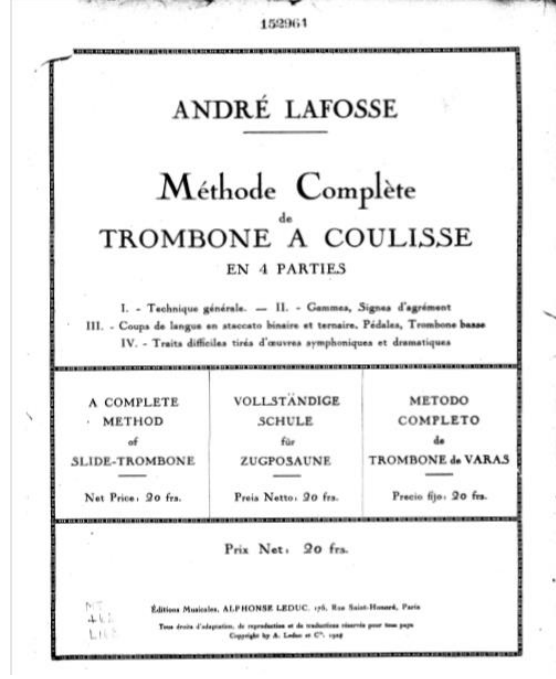 152961
ANDRÉ LAFOSSE
Méthode Complète
de
TROMBONE A COULISSE
EN 4 PARTIES
I. - Technique générale. — II. - Gammes, Signes d'agrément
III. - Coups de langue en staccato binaire et ternaire. Pédales, Trombone basse
IV. - Traits difficiles tirés d'œuvres symphoniques et dramatiques
A COMPLETE
METHOD
of
SLIDE-TROMBONE
Net Price: 20 frs.
VOLLSTÄNDIGE
SCHULE
für
ZUGPOSAUNE
Preis Netto: 20 frs.
METODO
COMPLETO
de
TROMBONE de VARAS
Precio fijo: 20 frs.
Prix Net: 20 frs.
MT
Éditions Musicales, ALPHONSE LEDUC, 175, Rue Saint-Honoré, Paris
Tous droits d'adaptation, de reproduction et de traductions réservés pour tous pays
Copyright by A. Leduc et Cie.